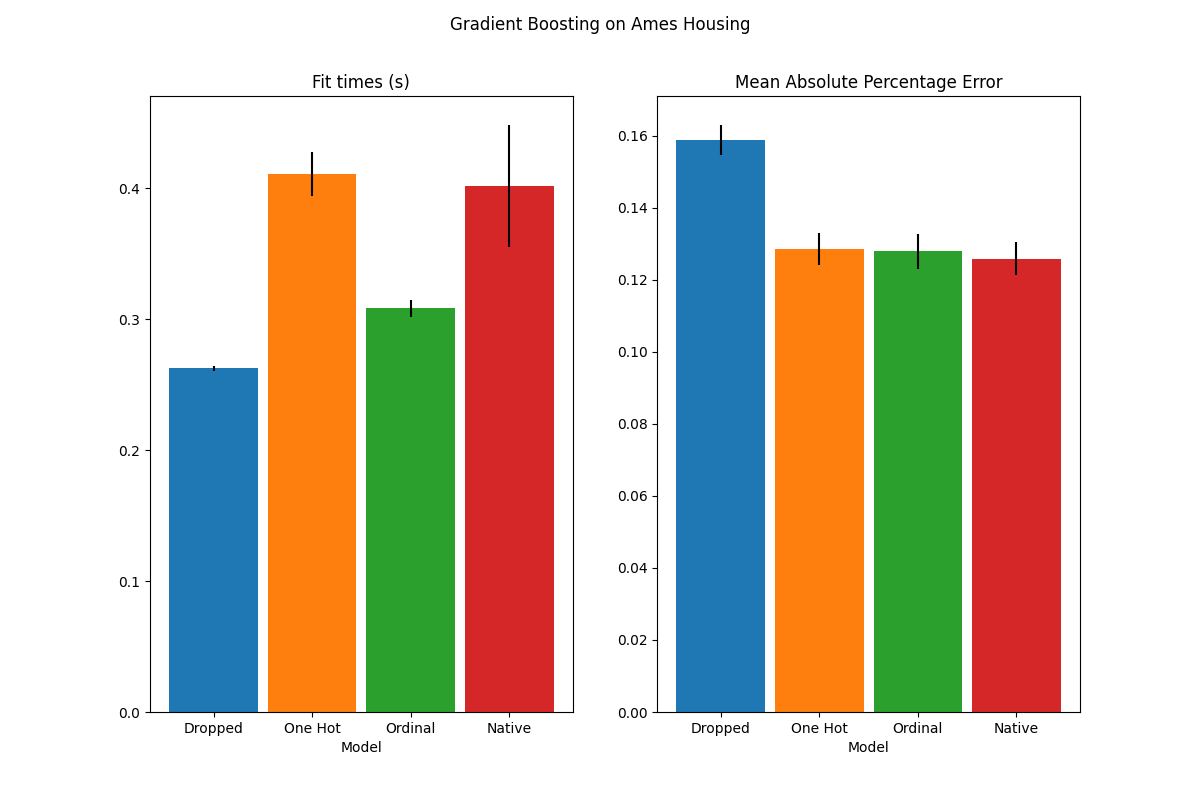 Gradient Boosting on Ames Housing
Fit times (s)
0.4
0.3
0.2
0.1
0.0
Dropped One Hot Ordinal Native
Model
Mean Absolute Percentage Error
0.16
0.14
0.12
0.10
0.08
0.06
0.04
0.02
0.00
Dropped One Hot Ordinal Native
Model